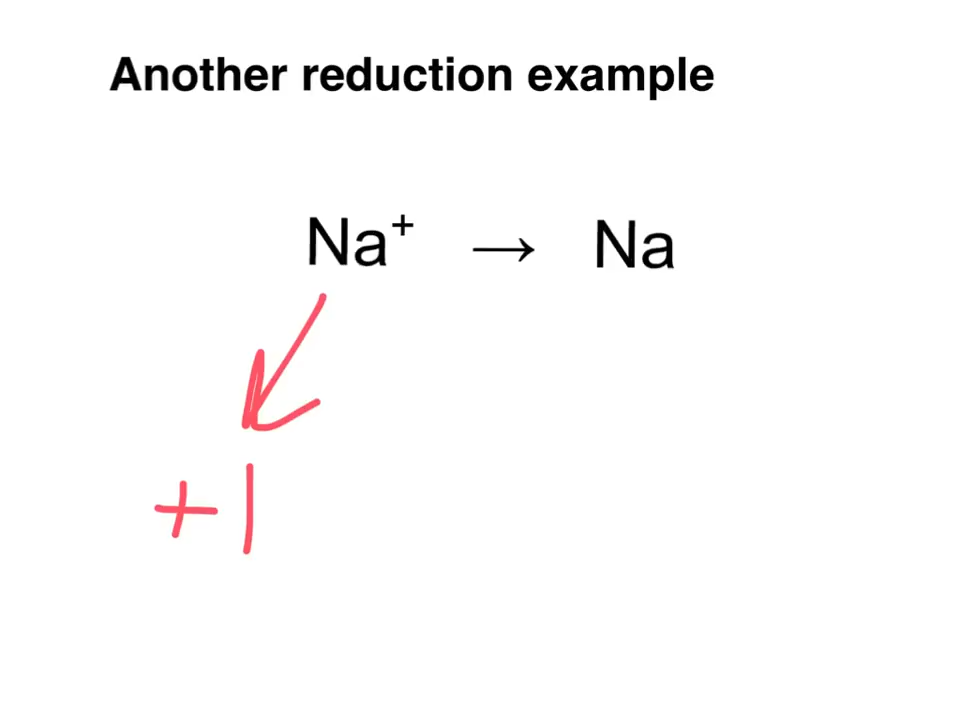 Another reduction example
Na⁺ → Na
+1